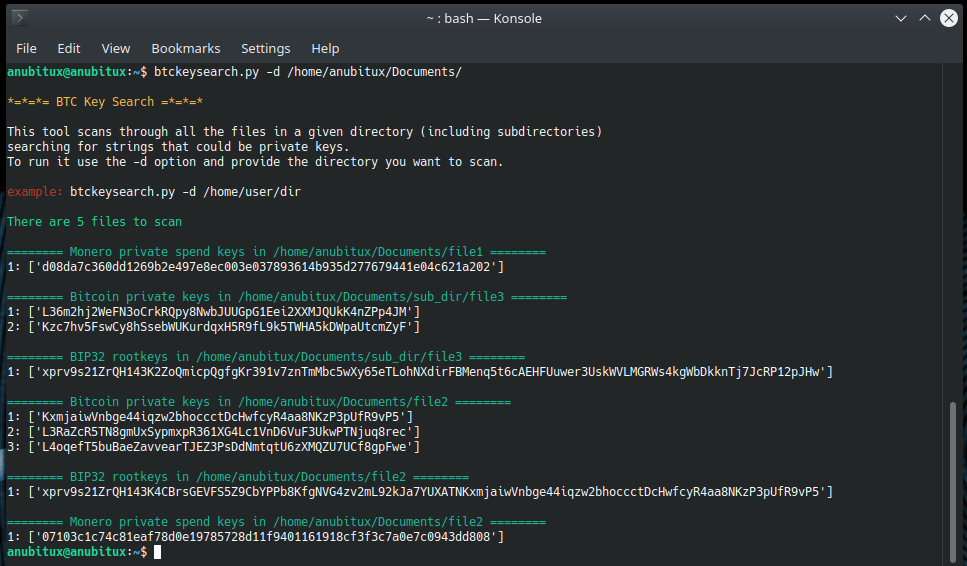 ~ : bash — Konsole
File Edit View Bookmarks Settings Help
anubitux@anubitux:~$ btckeysearch.py -d /home/anubitux/Documents/
*=*=*= BTC Key Search =*=*=*
This tool scans through all the files in a given directory (including subdirectories)
searching for strings that could be private keys.
To run it use the -d option and provide the directory you want to scan.
example: btckeysearch.py -d /home/user/dir
There are 5 files to scan
======== Monero private spend keys in /home/anubitux/Documents/file1 ========
1: ['d08da7c360dd1269b2e497e8ec003e037893614b935d277679441e04c621a202']
======== Bitcoin private keys in /home/anubitux/Documents/sub_dir/file3 ========
1: ['L36m2hj2WeFN3oCrkRQpy8NwbJUUGpG1Eei2XXMJQUkK4nZPp4JM']
2: ['Kzc7hv5FswCy8hSsebWUKurdqxH5R9fL9k5TWHA5kDWpaUtcmZyF']
======== BIP32 rootkeys in /home/anubitux/Documents/sub_dir/file3 ========
1: ['xprv9s21ZrQH143K2ZoQmicpQgfgKr391v7znTmMbc5wXy65eTLohNXdirFBMenq5t6cAEHFUuwer3UskWVLMGRWs4kgWbDkknTj7JcRP12pJHw']
======== Bitcoin private keys in /home/anubitux/Documents/file2 ========
1: ['KxmjaiwVnbge44iqzw2bhoccctDcHwfcyR4aa8NKzP3pUfR9vP5']
2: ['L3RaZcR5TN8gmUxSypmxpR361XG4Lc1VnD6VuF3UkwPTNjuq8rec']
3: ['L4oqefT5buBaeZavvearTJEZ3PsDdNmtqtU6zXMQZU7UCf8gpFwe']
======== BIP32 rootkeys in /home/anubitux/Documents/file2 ========
1: ['xprv9s21ZrQH143K4CBrsGEVFS5Z9CbYPPb8KfgNVG4zv2mL92kJa7YUXATNKxmjaiwVnbge44iqzw2bhoccctDcHwfcyR4aa8NKzP3pUfR9vP5']
======== Monero private spend keys in /home/anubitux/Documents/file2 ========
1: ['07103c1c74c81eaf78d0e19785728d11f9401161918cf3f3c7a0e7c0943dd808']
anubitux@anubitux:~$